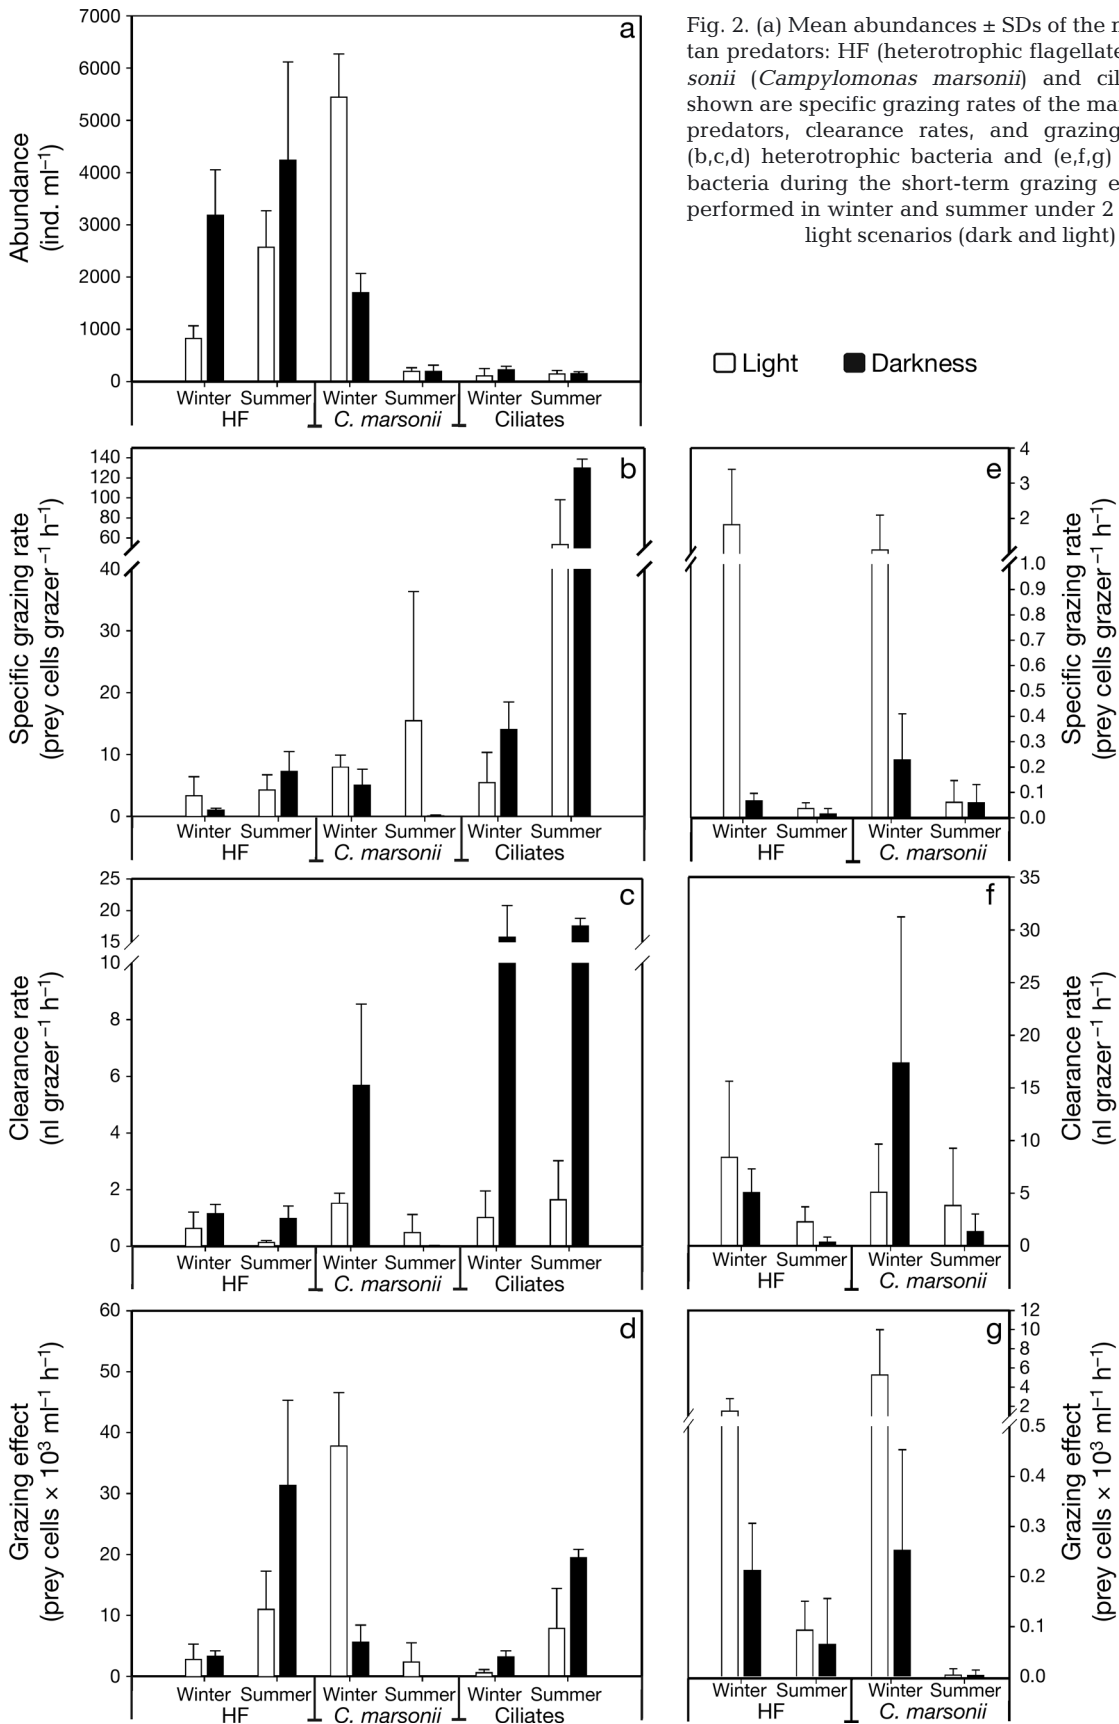 Fig. 2. (a) Mean abundances ± SDs of the
tan predators: HF (heterotrophic flagellate
sonii (Campylomonas marsonii) and cil
shown are specific grazing rates of the ma
predators, clearance rates, and grazing
(b,c,d) heterotrophic bacteria and (e,f,g)
bacteria during the short-term grazing e
performed in winter and summer under 2
light scenarios (dark and light)
Light
Darkness
a
Abundance
(ind. ml⁻¹)
7000
6000
5000
4000
3000
2000
1000
0
Winter Summer Winter Summer Winter Summer
HF C. marsonii Ciliates
b
Specific grazing rate
(prey cells grazer⁻¹ h⁻¹)
140
120
100
80
60
40
30
20
10
0
Winter Summer Winter Summer Winter Summer
HF C. marsonii Ciliates
e
Specific grazing rate
(prey cells grazer⁻¹ h⁻¹)
4
3
2
1.0
0.9
0.8
0.7
0.6
0.5
0.4
0.3
0.2
0.1
0.0
Winter Summer Winter Summer
HF C. marsonii
c
Clearance rate
(nl grazer⁻¹ h⁻¹)
25
20
15
10
8
6
4
2
0
Winter Summer Winter Summer Winter Summer
HF C. marsonii Ciliates
f
Clearance rate
(nl grazer⁻¹ h⁻¹)
35
30
25
20
15
10
5
0
Winter Summer Winter Summer
HF C. marsonii
d
Grazing effect
(prey cells × 10³ ml⁻¹ h⁻¹)
60
50
40
30
20
10
0
Winter Summer Winter Summer Winter Summer
HF C. marsonii Ciliates
g
Grazing effect
(prey cells × 10³ ml⁻¹ h⁻¹)
12
10
8
6
4
2
0.5
0.4
0.3
0.2
0.1
0.0
Winter Summer Winter Summer
HF C. marsonii